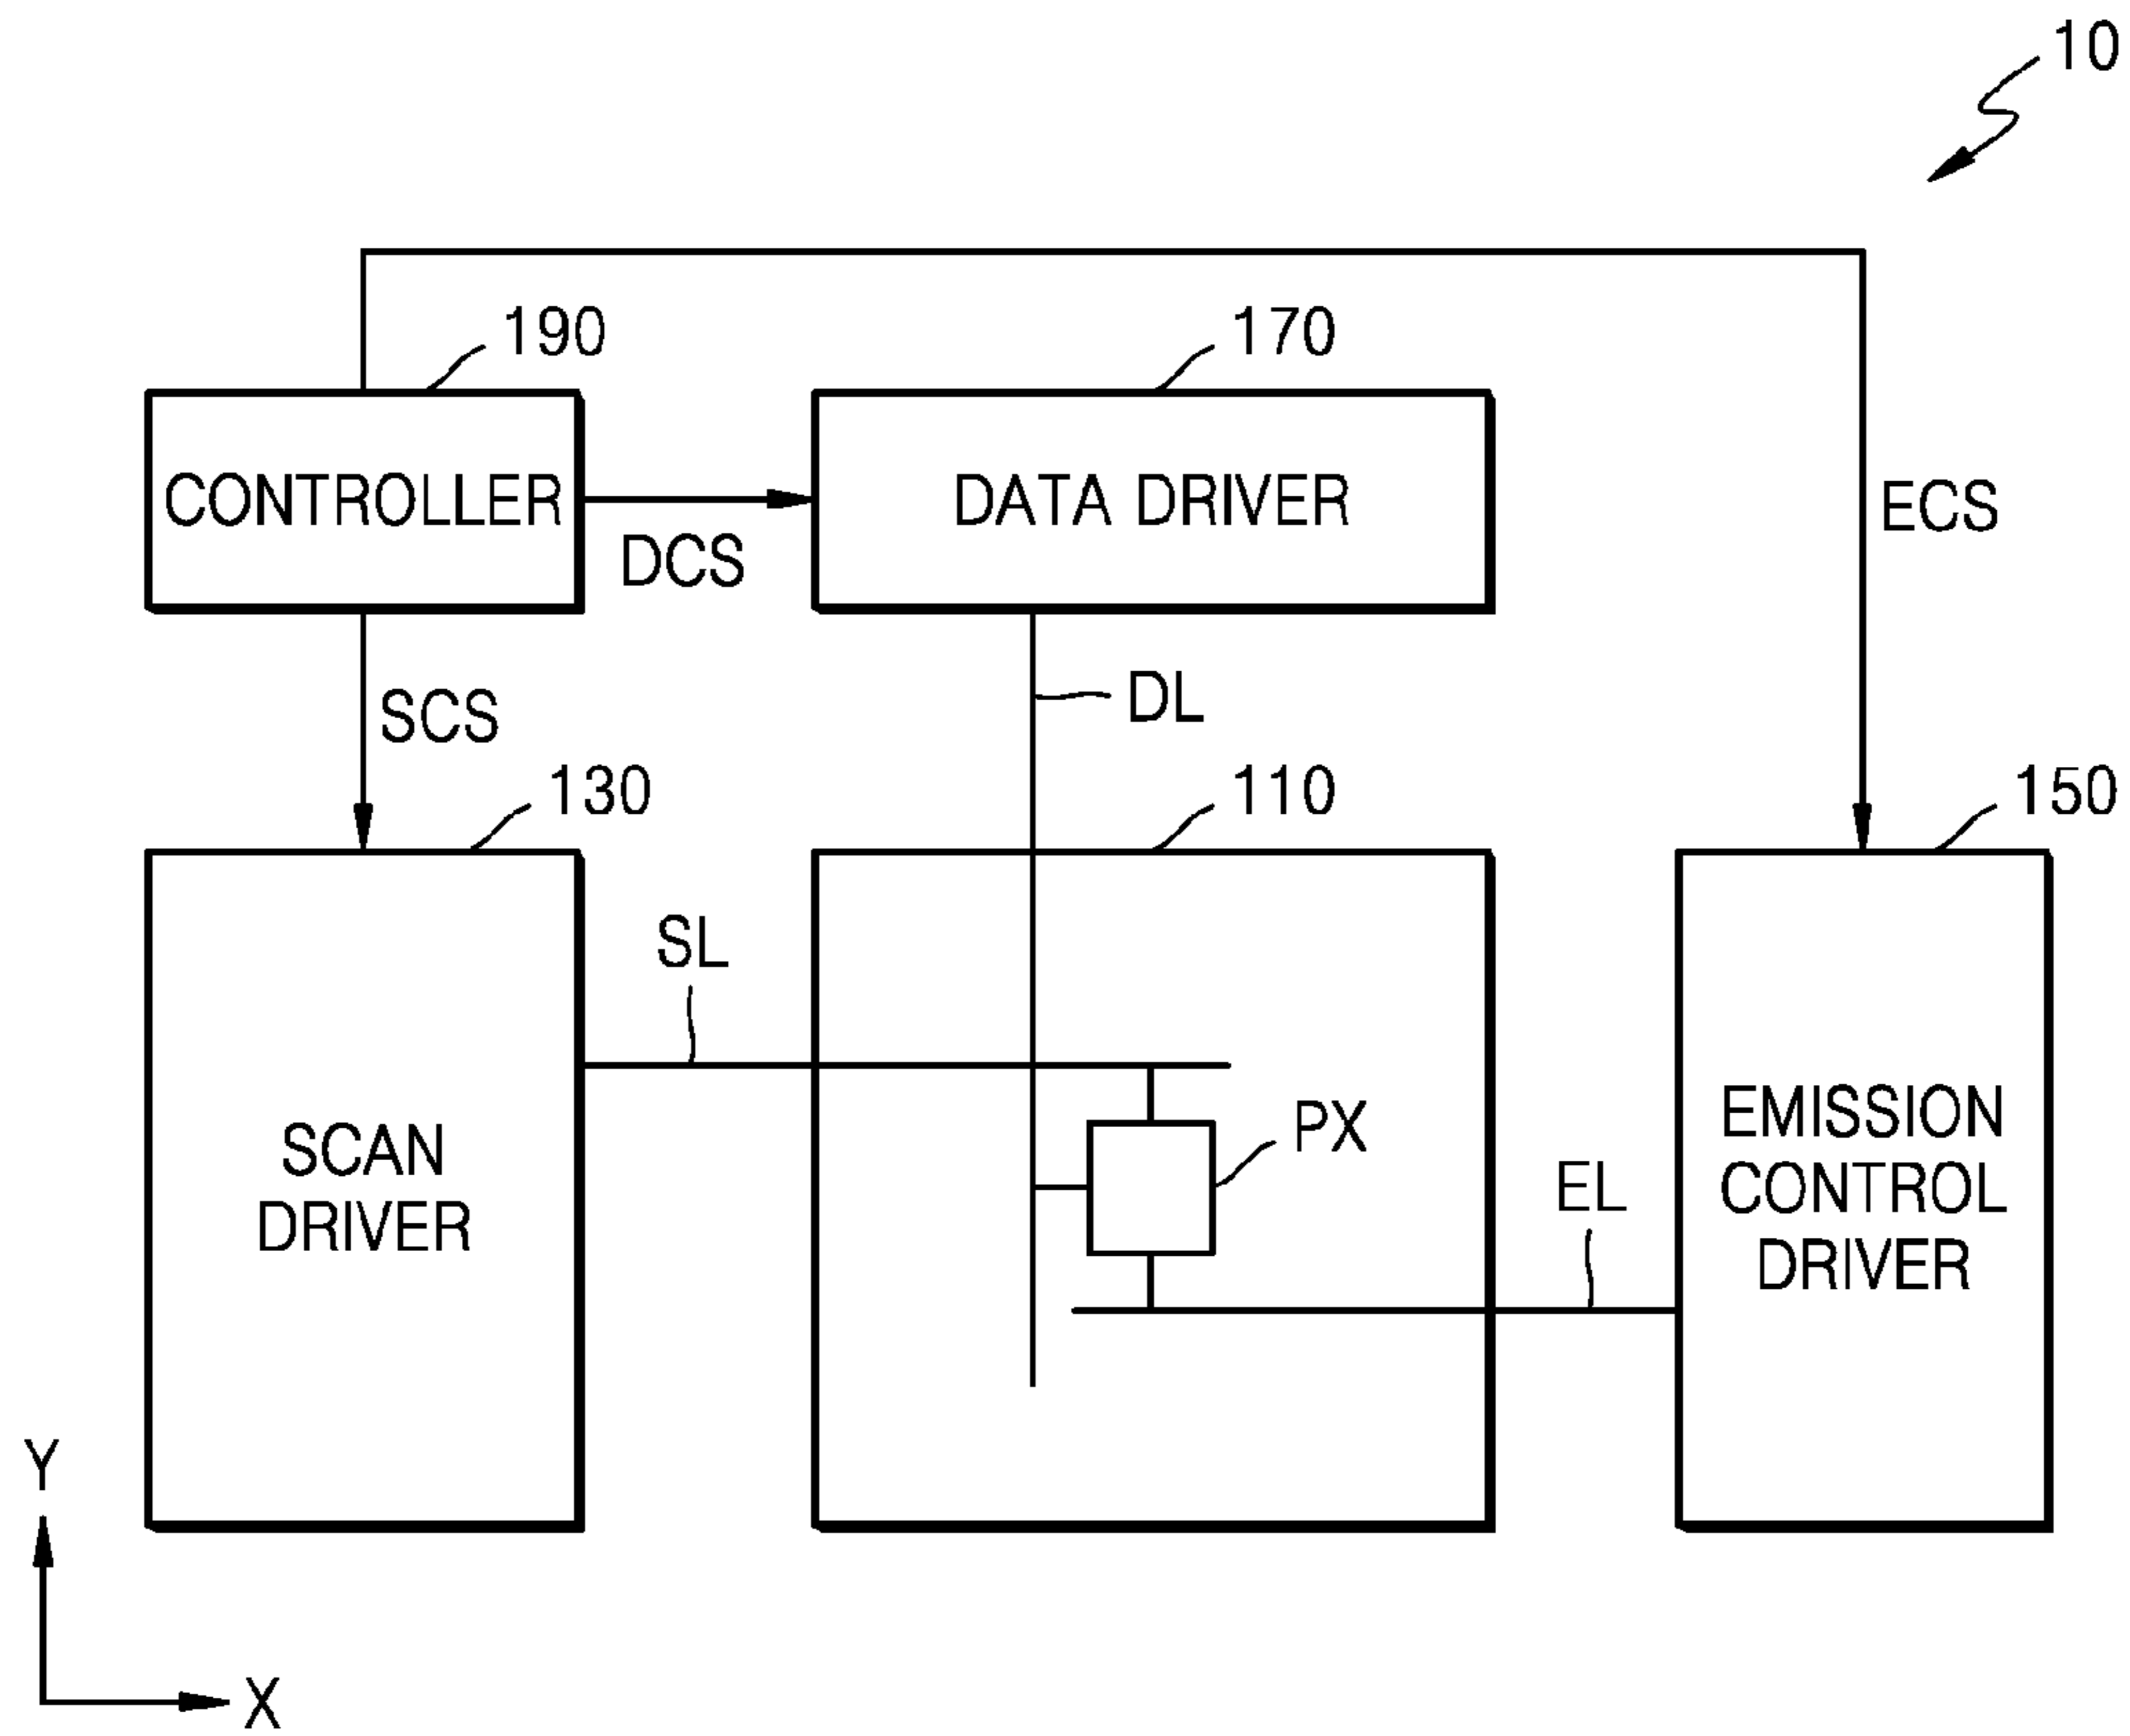 10
190
170
CONTROLLER
DCS
DATA DRIVER
ECS
SCS
DL
130
110
150
SL
SCAN
DRIVER
PX
EL
EMISSION
CONTROL
DRIVER
Y
X